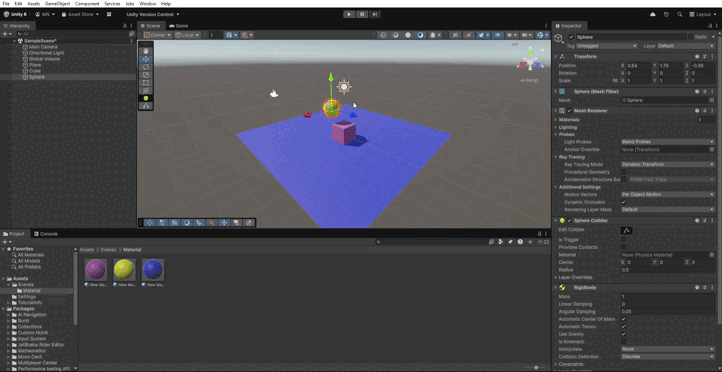 File Edit Assets GameObject Component Services Jobs Window Help
Unity 6 MN Asset Store Unity Version Control Layout
Hierarchy
SampleScene*
Main Camera
Directional Light
Global Volume
Plane
Cube
Sphere
Scene Game
Center Local
Persp
Inspector
Sphere Static
Tag Untagged Layer Default
Transform
Position X 1.64 Y 1.76
Rotation X 0 Y 0 Z 0
Scale X 1 Y 1 Z 1
Sphere (Mesh Filter)
Mesh Sphere
Mesh Renderer
Materials 1
Lighting
Probes
Light Probes Blend Probes
Anchor Override None (Transform)
Ray Tracing
Ray Tracing Mode Dynamic Transform
Procedural Geometry
Acceleration Structure Prefer Fast Trace
Additional Settings
Motion Vectors Per Object Motion
Dynamic Occlusion
Rendering Layer Mask Default
Sphere Collider
Edit Collider
Is Trigger
Provides Contacts
Material None (Physics Material)
Center X 0 Y 0 Z 0
Radius 0.5
Layer Overrides
Rigidbody
Mass 1
Linear Damping 0
Angular Damping 0.05
Automatic Center Of Mass
Automatic Tensor
Use Gravity
Is Kinematic
Interpolate None
Collision Detection Discrete
Constraints
Project Console
Favorites
All Materials
All Models
All Prefabs
Assets
Scenes
Material
Settings
TutorialInfo
Packages
AI Navigation
Burst
Collections
Custom NUnit
Input System
JetBrains Rider Editor
Mathematics
Mono Cecil
Multiplayer Center
Performance testing API
Assets > Scenes > Material
New Ma... New Ma... New Ma...